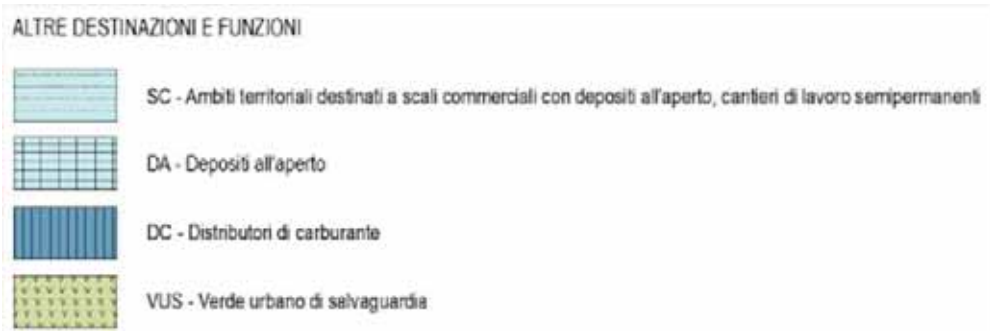 ALTRE DESTINAZIONI E FUNZIONI
SC - Ambiti territoriali destinati a scali commerciali con depositi all'aperto, cantieri di lavoro semipermanenti
DA - Depositi all'aperto
DC - Distributori di carburante
VUS - Verde urbano di salvaguardia